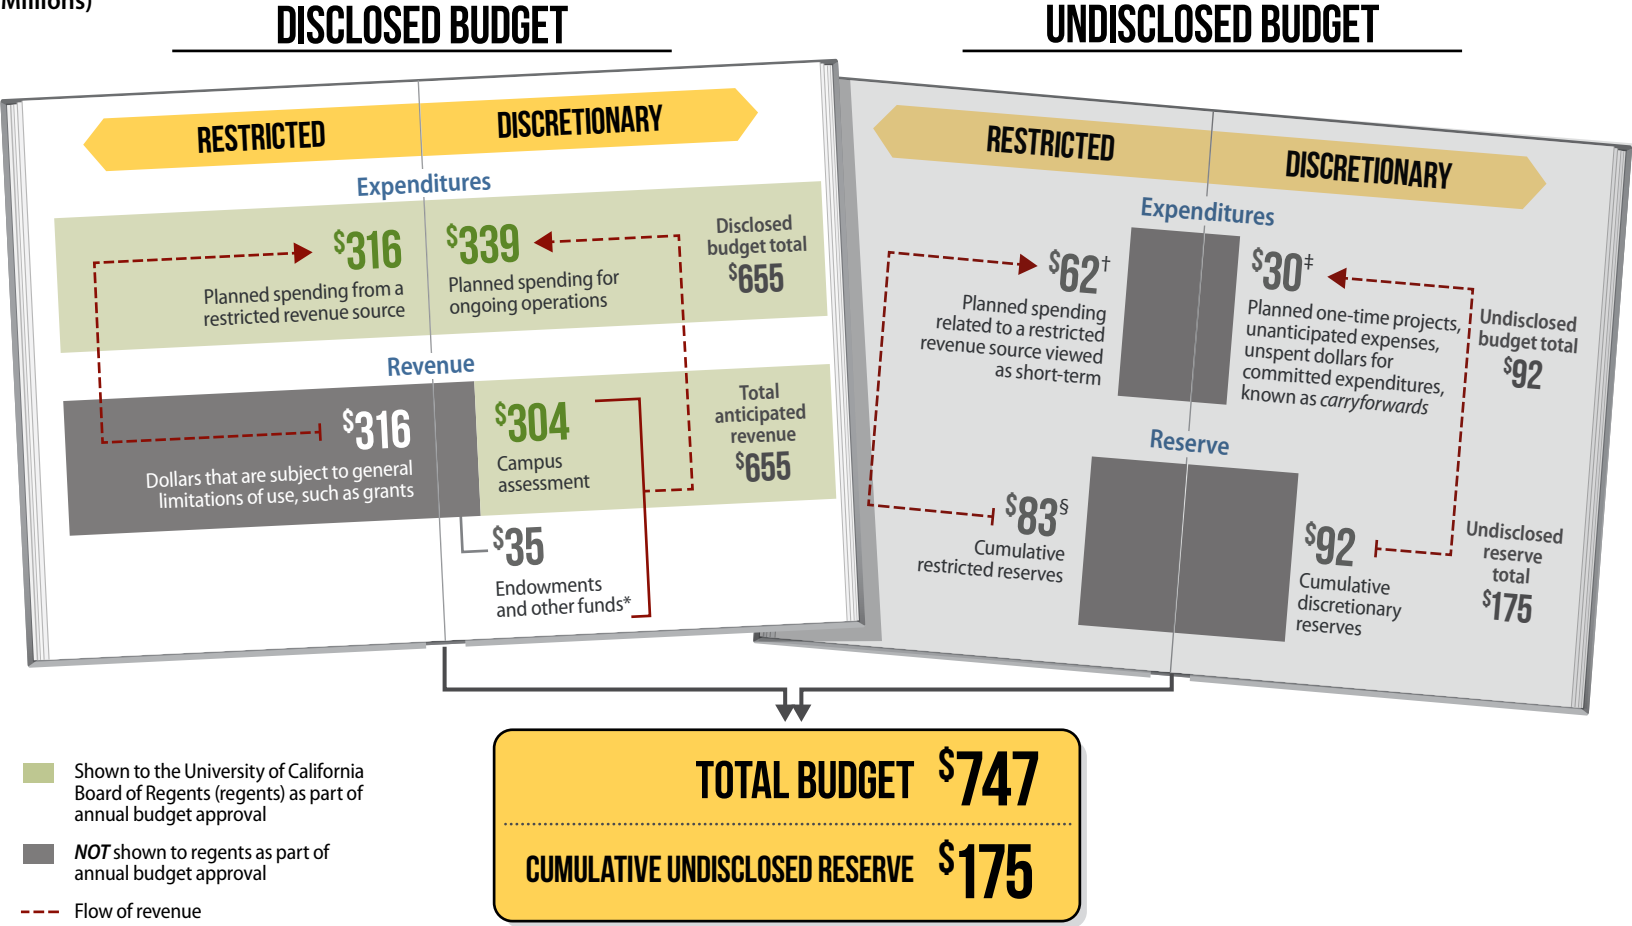 Millions)
DISCLOSED BUDGET
RESTRICTED
DISCRETIONARY
Expenditures
$316
Planned spending from a
restricted revenue source
$339
Planned spending for
ongoing operations
Disclosed
budget total
$655
Revenue
$316
Dollars that are subject to general
limitations of use, such as grants
$304
Campus
assessment
Total
anticipated
revenue
$655
$35
Endowments
and other funds*
UNDISCLOSED BUDGET
RESTRICTED
DISCRETIONARY
Expenditures
$62†
Planned spending
related to a restricted
revenue source viewed
as short-term
$30‡
Planned one-time projects,
unanticipated expenses,
unspent dollars for
committed expenditures,
known as carryforwards
Undisclosed
budget total
$92
Reserve
$83§
Cumulative
restricted reserves
$92
Cumulative
discretionary
reserves
Undisclosed
reserve
total
$175
TOTAL BUDGET $747
CUMULATIVE UNDISCLOSED RESERVE $175
Shown to the University of California
Board of Regents (regents) as part of
annual budget approval
NOT shown to regents as part of
annual budget approval
Flow of revenue